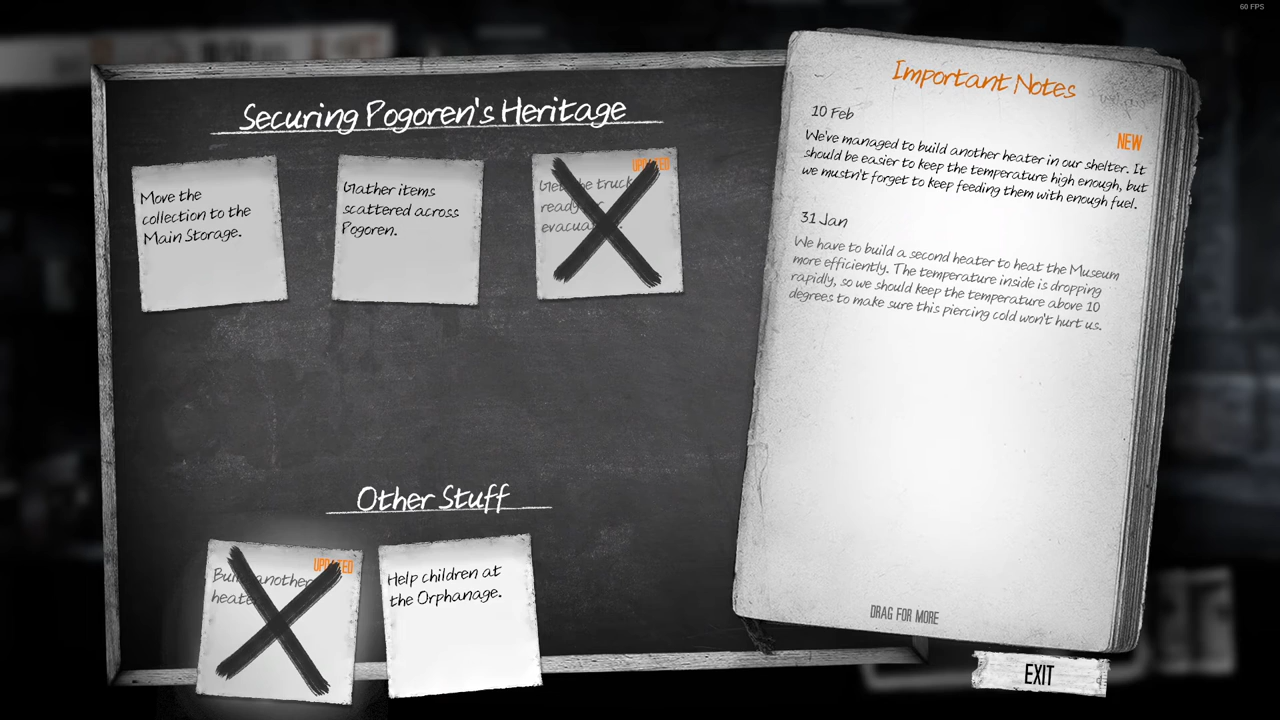 60 FPS
Securing Pogoren's Heritage
Move the
collection to the
Main Storage.
Gather items
scattered across
Pogoren.
UPDATED
truck
ready
Important Notes
10 Feb
NEW
We've managed to build another heater in our shelter. It
should be easier to keep the temperature high enough, but
we mustn't forget to keep feeding them with enough fuel.
31 Jan
We have to build a second heater to heat the Museum
more efficiently. The temperature inside is dropping
rapidly, so we should keep the temperature above 10
degrees to make sure this piercing cold won't hurt us.
DRAG FOR MORE
Other Stuff
UPDATED
Build another
heater
Help children at
the Orphanage.
EXIT